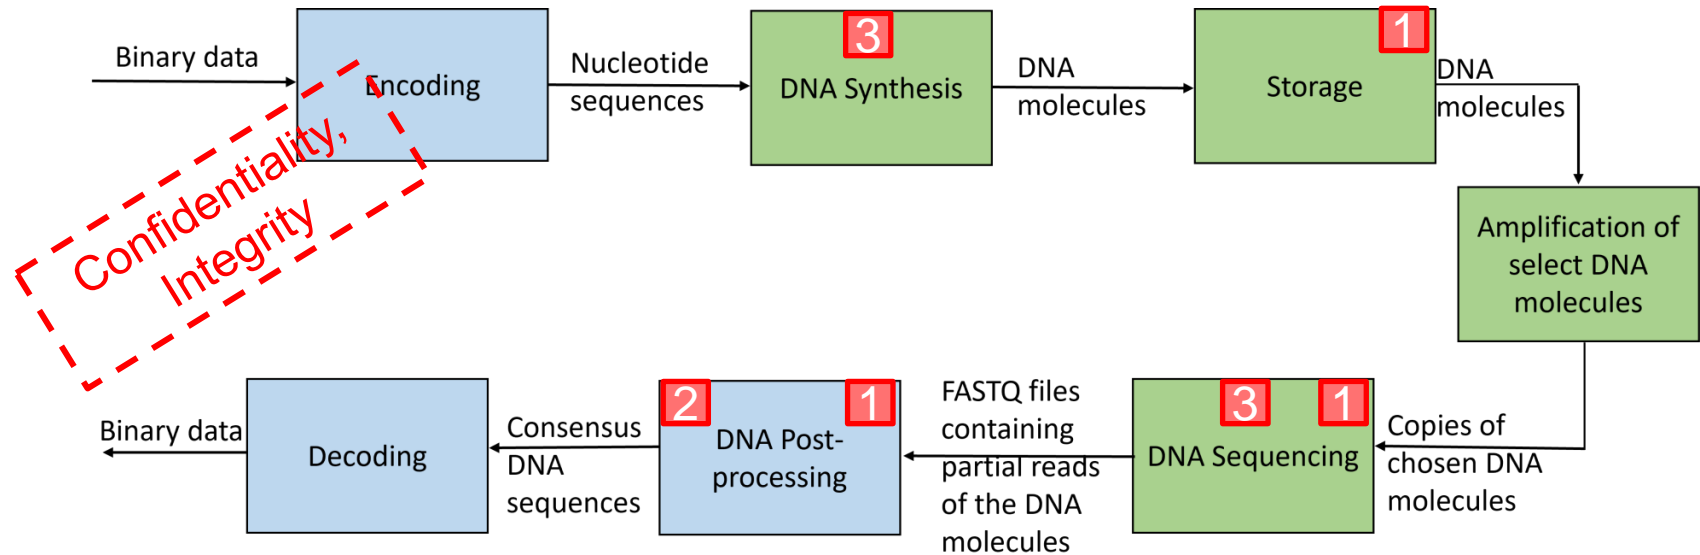 Binary data
Encoding
Nucleotide
sequences
3
DNA Synthesis
DNA
molecules
1
Storage
DNA
molecules
Confidentiality,
Integrity
Amplification of
select DNA
molecules
Copies of
chosen DNA
molecules
3 1
DNA Sequencing
FASTQ files
containing
partial reads
of the DNA
molecules
2 1
DNA Post-
processing
Consensus
DNA
sequences
Decoding
Binary data